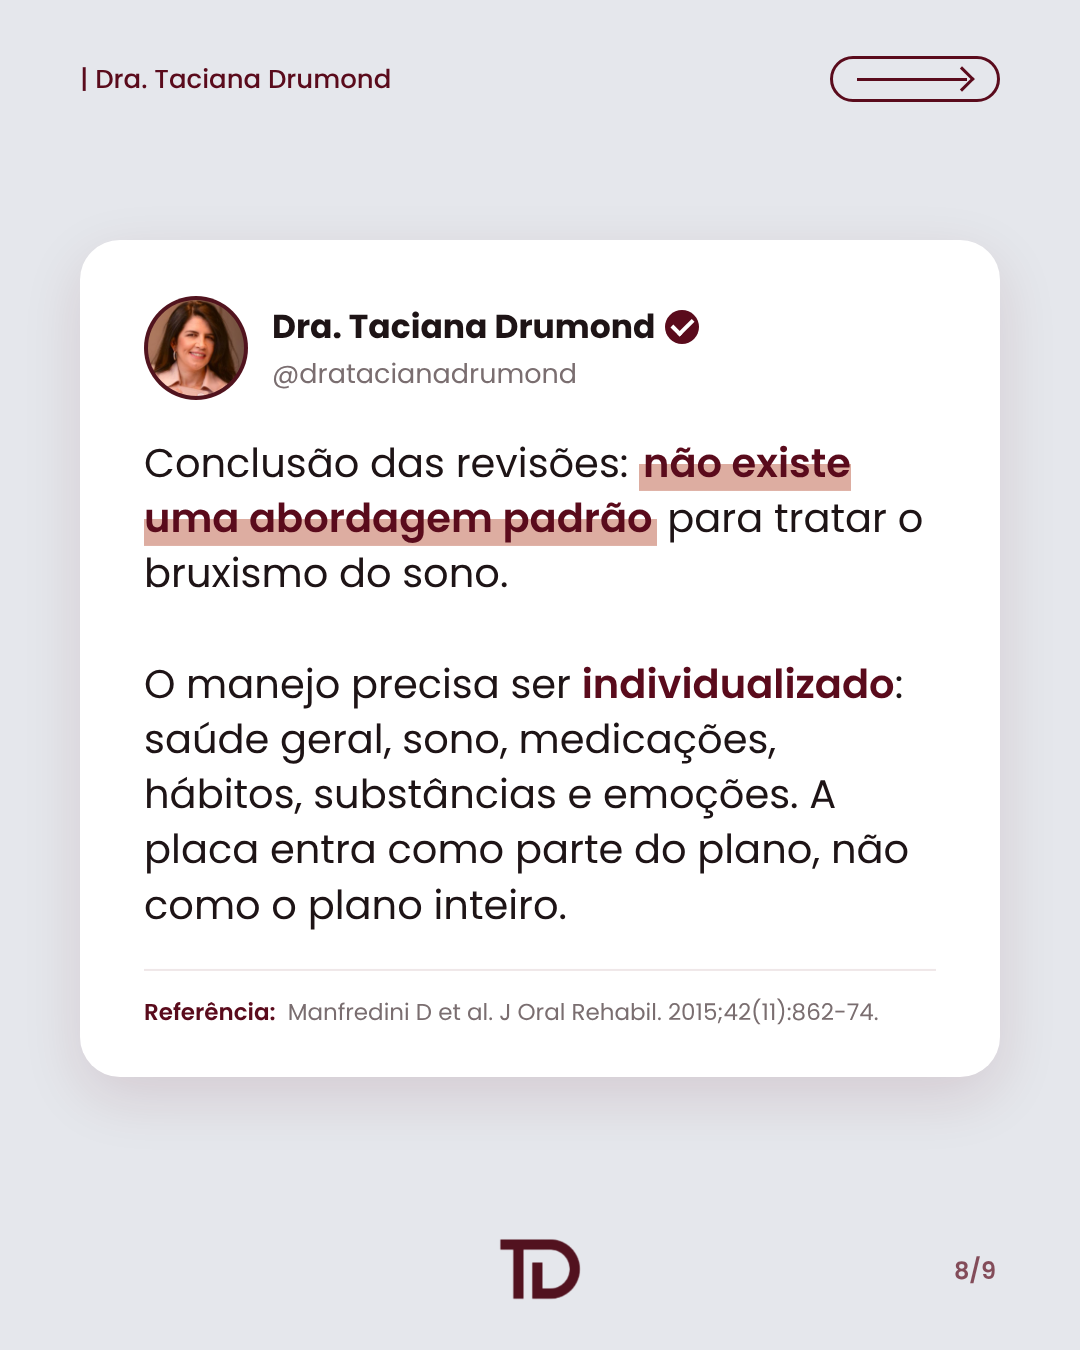 | Dra. Taciana Drumond
Dra. Taciana Drumond
@dratacianadrumond
Conclusão das revisões: não existe
uma abordagem padrão para tratar o
bruxismo do sono.
O manejo precisa ser individualizado:
saúde geral, sono, medicações,
hábitos, substâncias e emoções. A
placa entra como parte do plano, não
como o plano inteiro.
Referência: Manfredini D et al. J Oral Rehabil. 2015;42(11):862-74.
TD
8/9